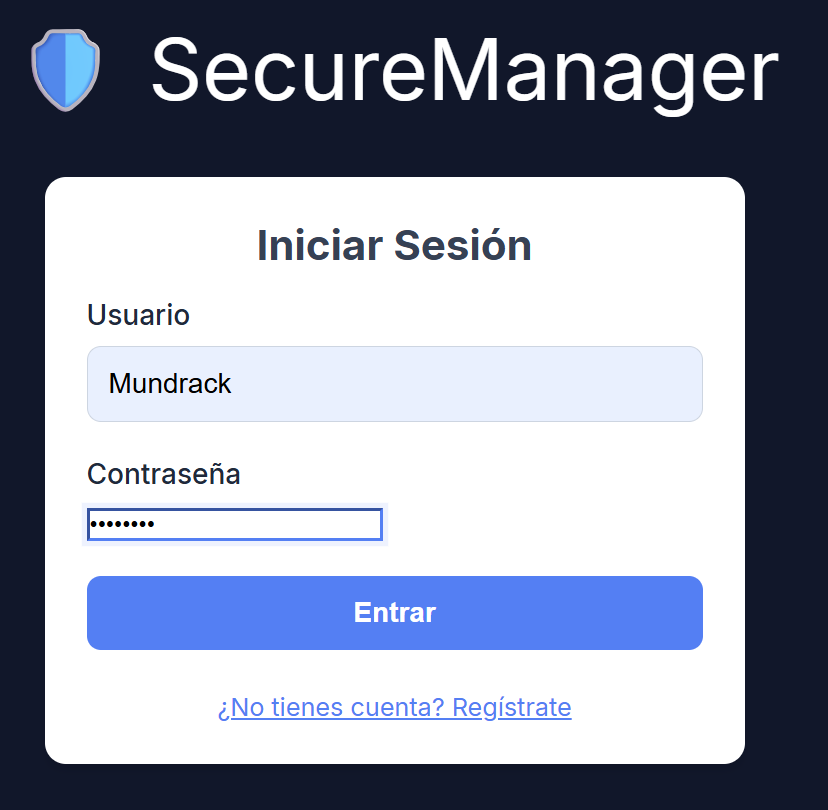 SecureManager
Iniciar Sesión
Usuario
Mundrack
Contraseña
••••••••
Entrar
¿No tienes cuenta? Regístrate